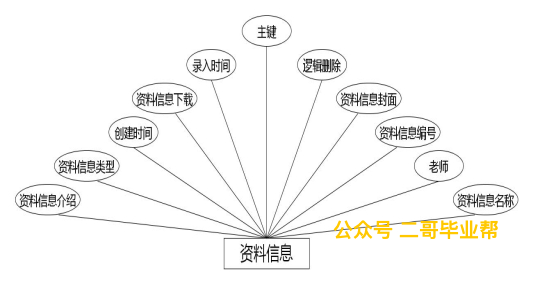 主键
录入时间
逻辑删除
资料信息下载
资料信息封面
创建时间
资料信息编号
资料信息类型
老师
资料信息介绍
资料信息名称
公众号 二哥毕业帮
资料信息